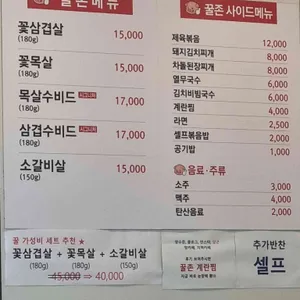 꿀존메뉴
꽃삼겹살 15,000
(180g)
꽃목살 15,000
(180g)
목살수비드 17,000
(180g)
삼겹수비드 17,000
(180g)
소갈비살 15,000
(150g)
꿀존 사이드메뉴
제육볶음 12,000
돼지김치찌개 8,000
차돌된장찌개 8,000
열무국수 6,000
김치비빔국수 6,000
계란찜 4,000
라면 2,500
셀프볶음밥 2,000
공기밥 1,000
음료·주류
소주 3,000
맥주 4,000
탄산음료 2,000
꿀 가성비 세트 추천 ★
꽃삼겹살 + 꽃목살 + 소갈비살
(180g) (180g) (150g)
45,000 ⇒ 40,000
꿀존 계란찜
추가반찬
셀프